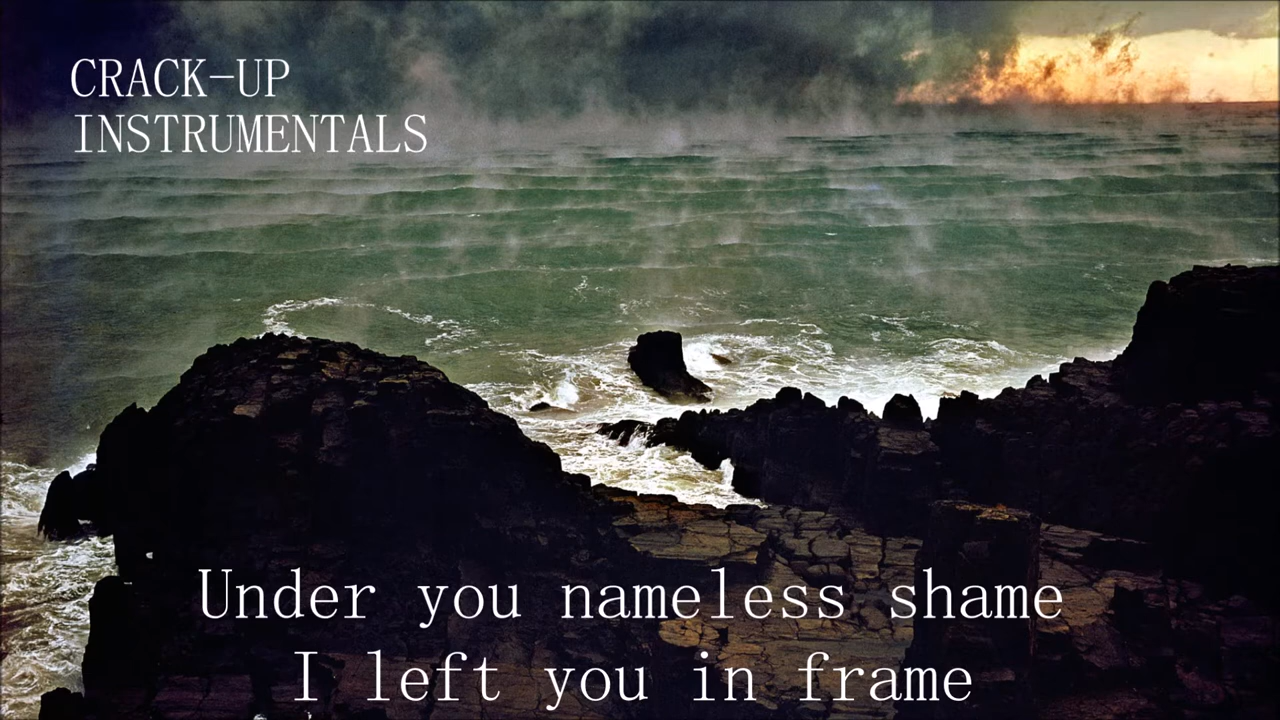 CRACK-UP
INSTRUMENTALS
Under you nameless shame
I left you in frame